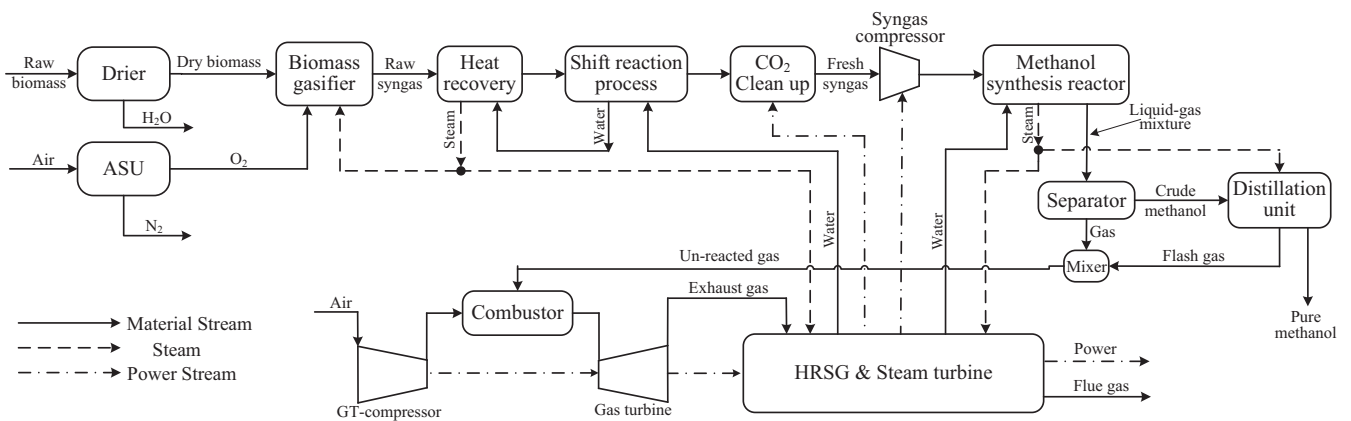 Syngas
compressor
Raw
biomass
Drier
Dry biomass
Biomass
gasifier
Raw
syngas
Heat
recovery
Shift reaction
process
CO₂
Clean up
Fresh
syngas
Methanol
synthesis reactor
H₂O
Steam
Water
Steam
Liquid-gas
mixture
Air
ASU
O₂
N₂
Separator
Crude
methanol
Distillation
unit
Water
Water
Gas
Un-reacted gas
Mixer
Flash gas
Air
Combustor
Exhaust gas
Pure
methanol
Material Stream
Steam
Power Stream
GT-compressor
Gas turbine
HRSG & Steam turbine
Power
Flue gas